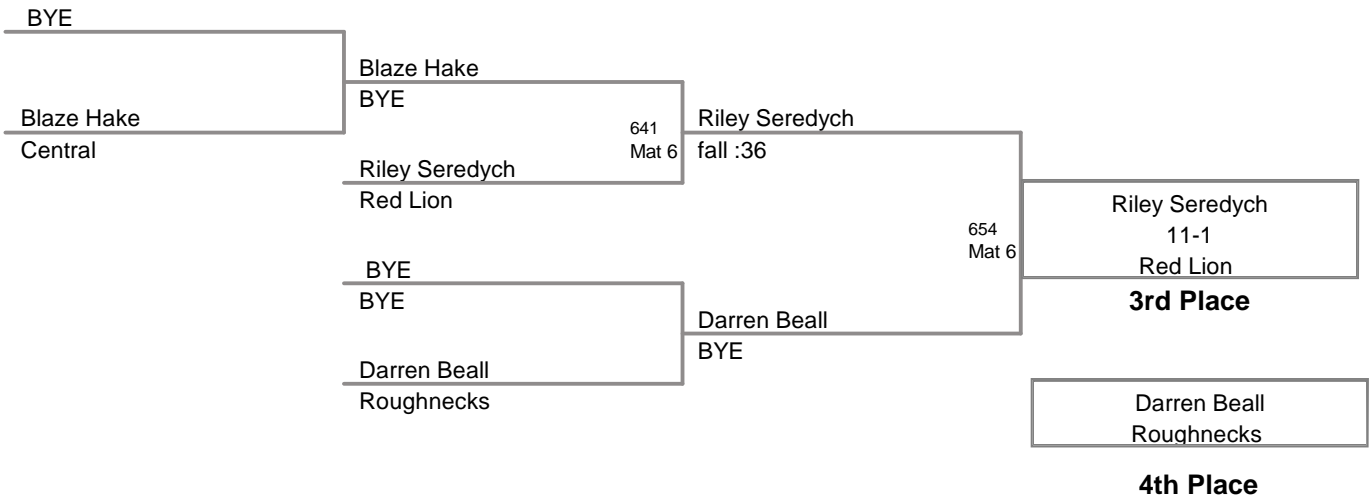 BYE
Blaze Hake
Central
Blaze Hake
BYE
641
Mat 6
Riley Seredych
Red Lion
Riley Seredych
fall :36
BYE
BYE
Darren Beall
Roughnecks
Darren Beall
BYE
654
Mat 6
Riley Seredych
11-1
Red Lion
3rd Place
Darren Beall
Roughnecks
4th Place